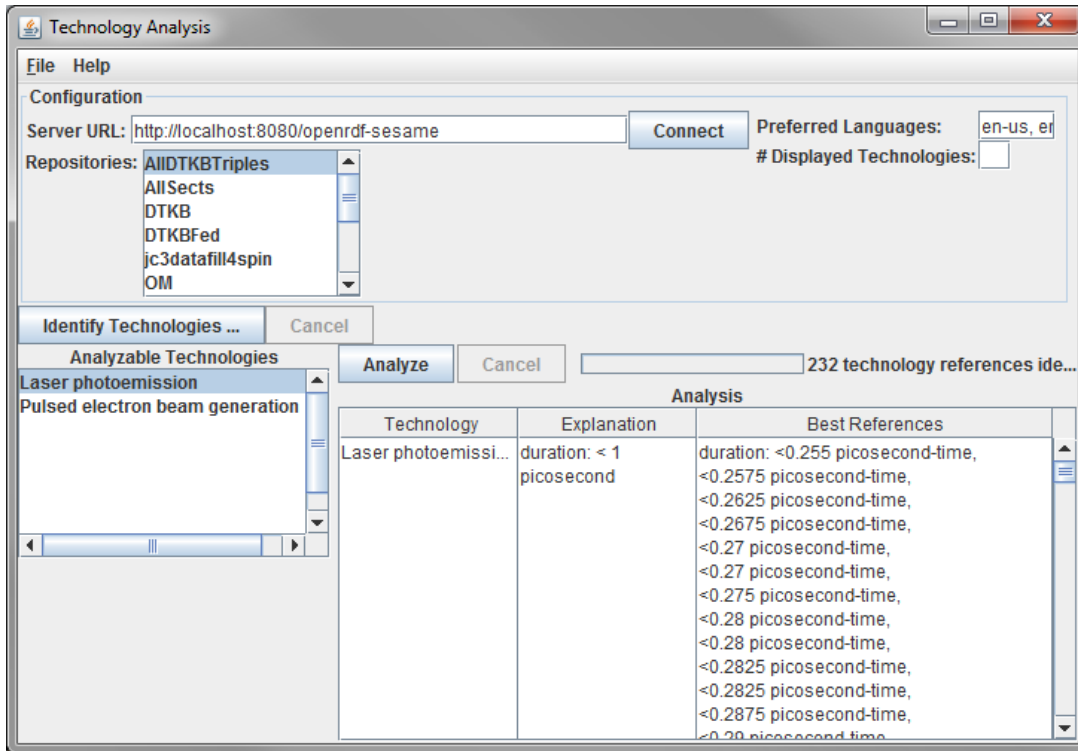 Technology Analysis
File Help
Configuration
Server URL: http://localhost:8080/openrdf-sesame Connect Preferred Languages: en-us, er
Repositories: AllDTKBTriples # Displayed Technologies:
AllSects
DTKB
DTKBFed
jc3datafill4spin
OM
Identify Technologies ... Cancel
Analyzable Technologies
Laser photoemission
Pulsed electron beam generation
Analyze Cancel 232 technology references ide...
Analysis
Technology Explanation Best References
Laser photoemissi... duration: < 1 duration: <0.255 picosecond-time,
picosecond <0.2575 picosecond-time,
<0.2625 picosecond-time,
<0.2675 picosecond-time,
<0.27 picosecond-time,
<0.27 picosecond-time,
<0.275 picosecond-time,
<0.28 picosecond-time,
<0.28 picosecond-time,
<0.2825 picosecond-time,
<0.2825 picosecond-time,
<0.2875 picosecond-time,
<0.29 picosecond-time